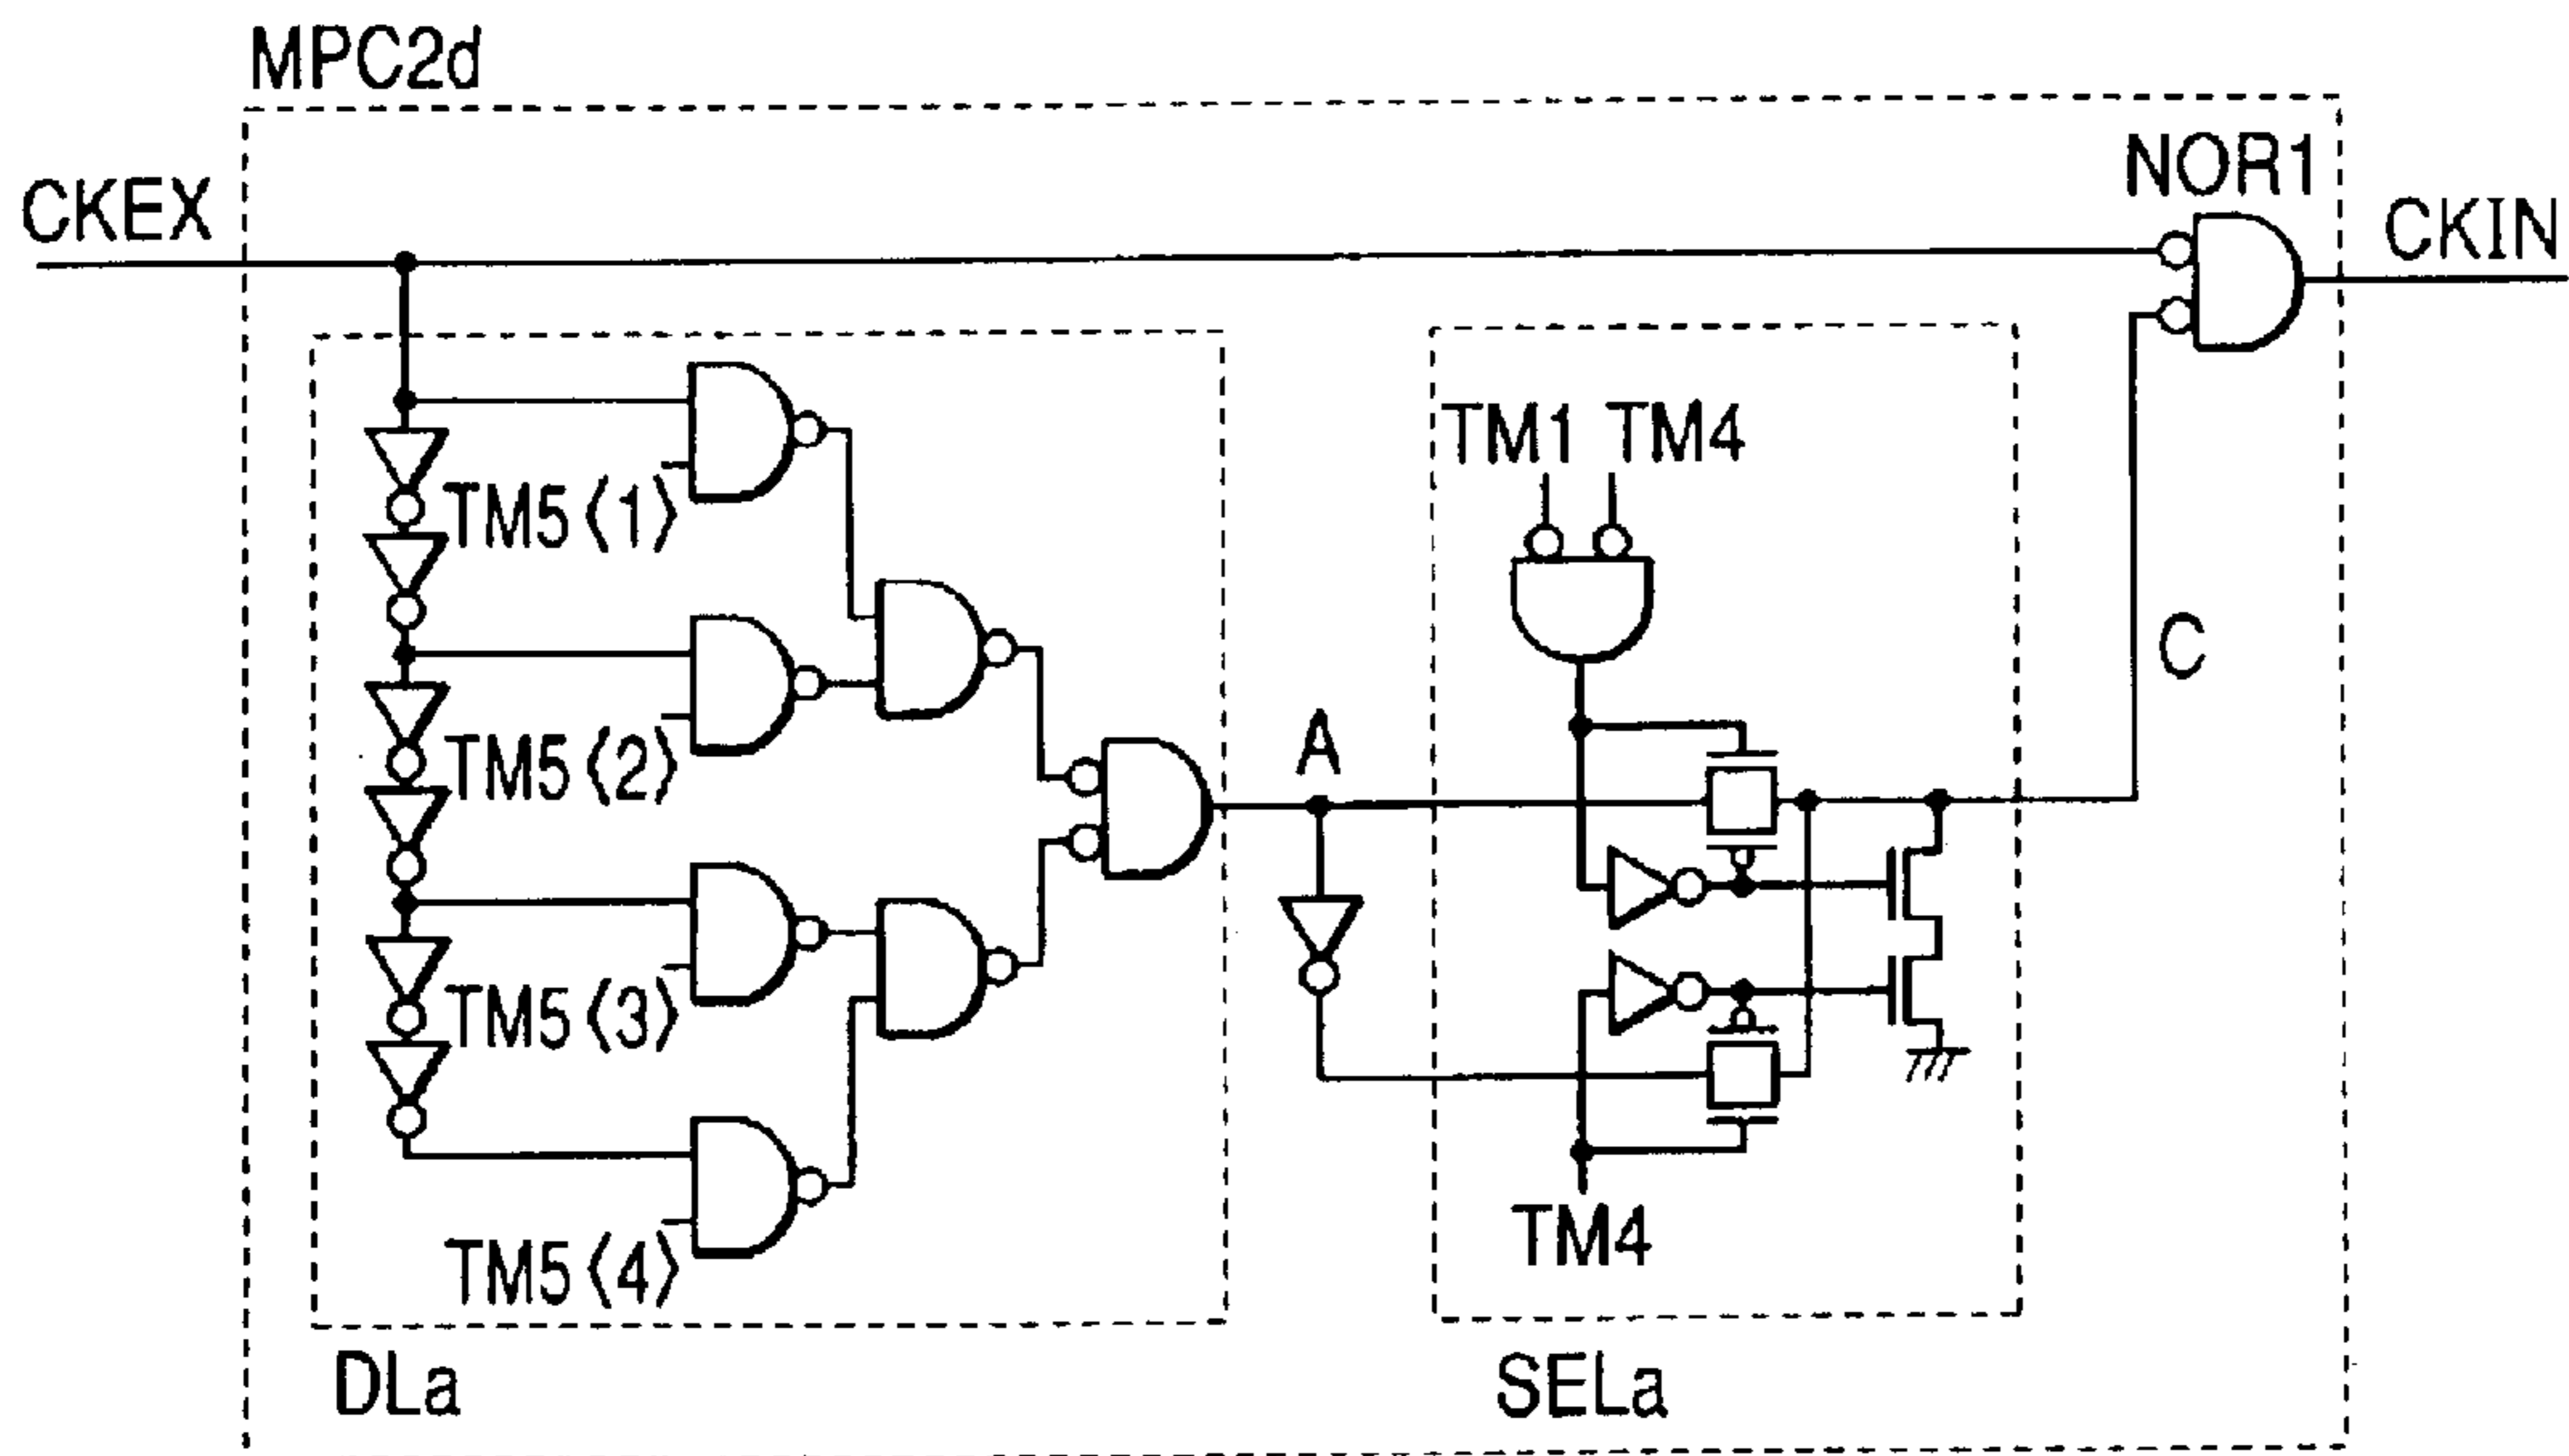 MPC2d
NOR1
CKEX
CKIN
TM1 TM4
TM5⟨1⟩
C
A
TM5⟨2⟩
TM5⟨3⟩
TM4
TM5⟨4⟩
DLa
SELa